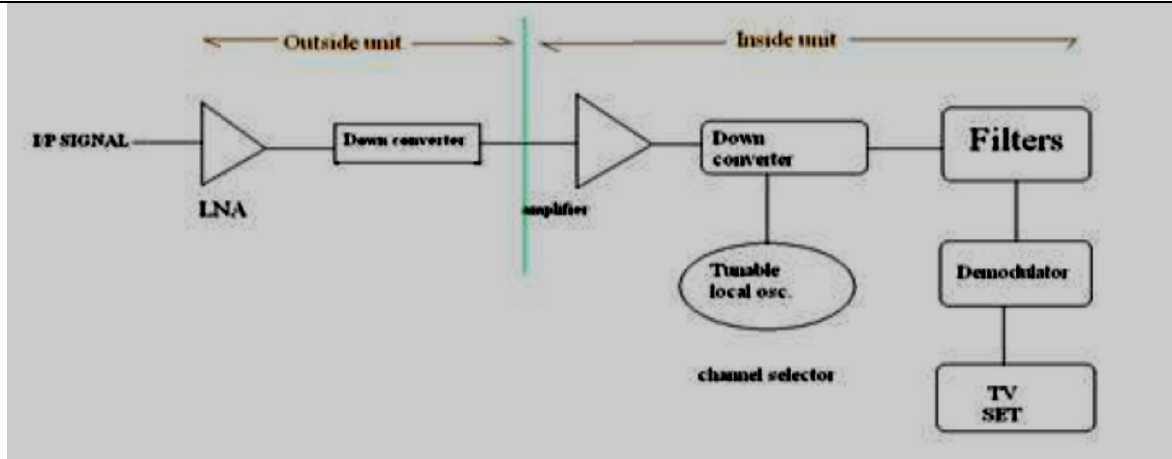 Outside unit
Inside unit
I/P SIGNAL
LNA
Down converter
amplifier
Down
converter
Tunable
local osc.
channel selector
Filters
Demodulator
TV
SET